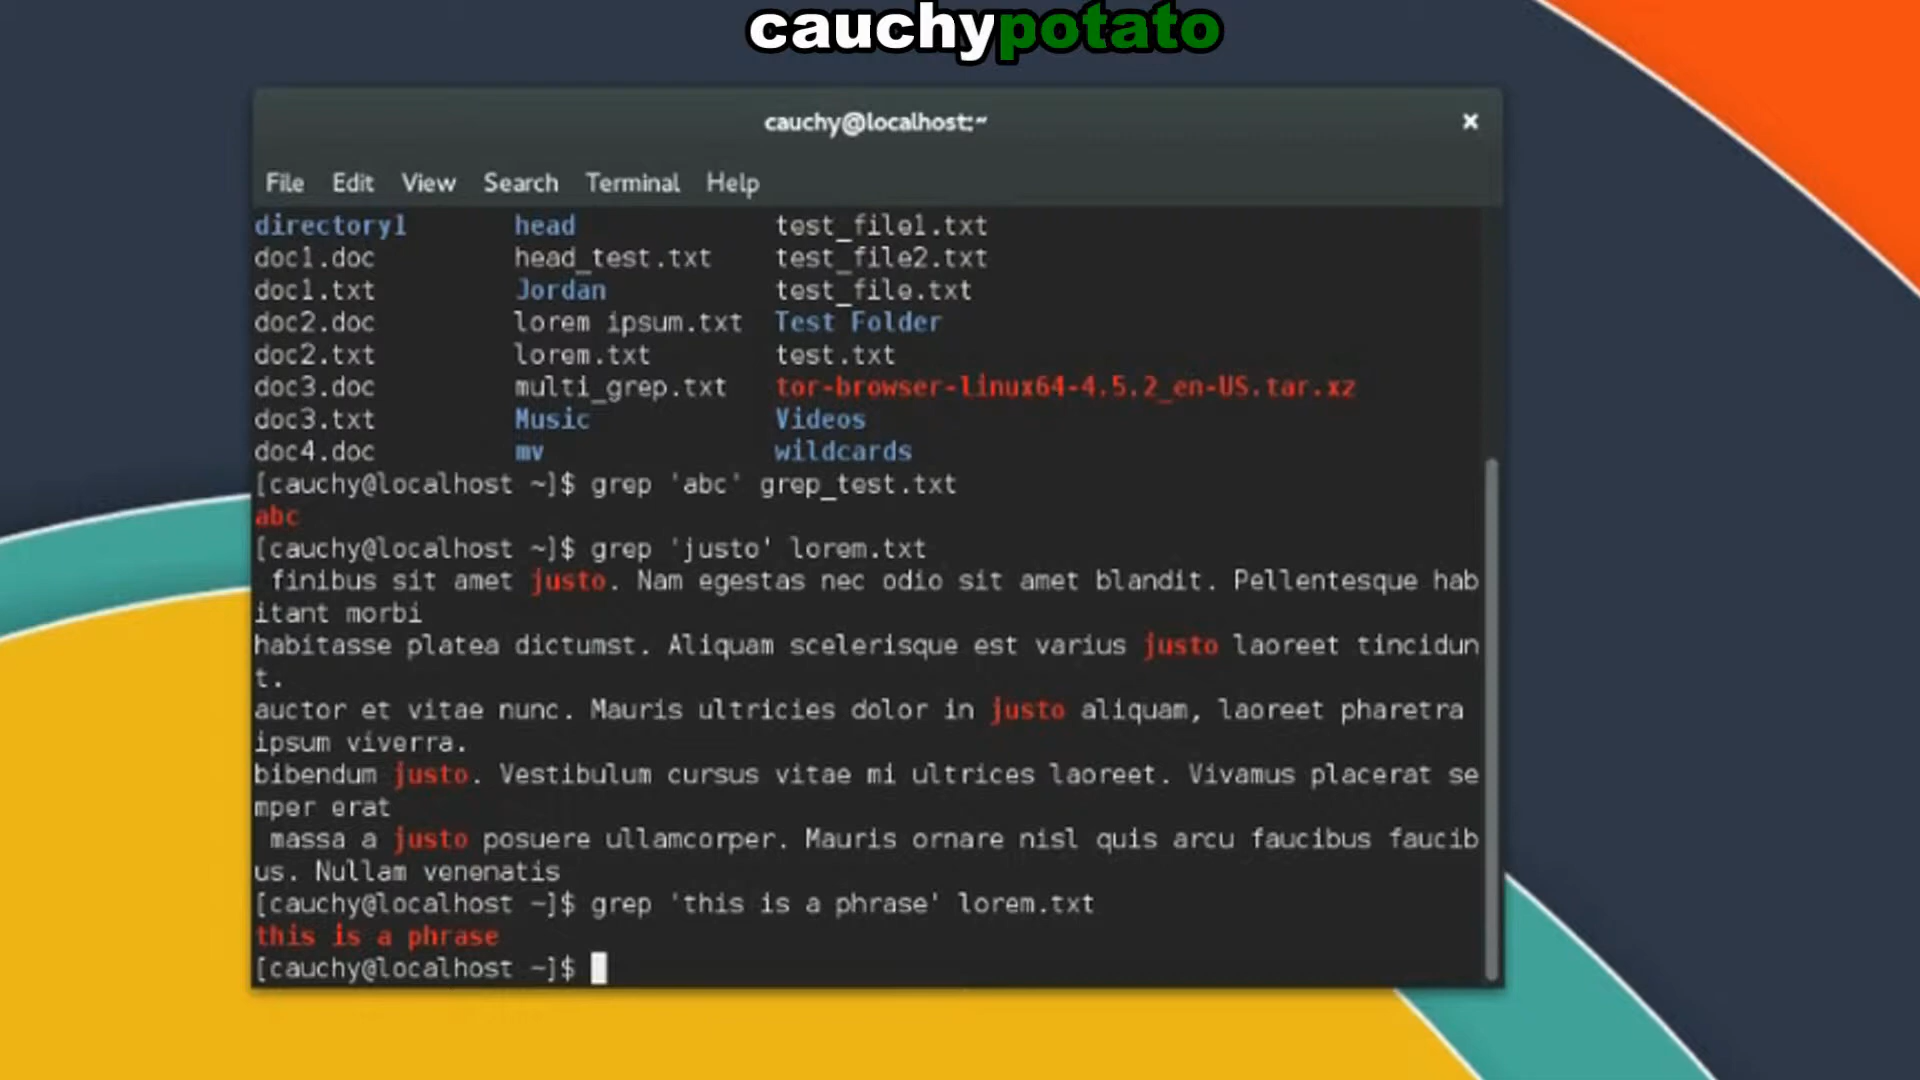 cauchypotato
cauchy@localhost:~ ×
File Edit View Search Terminal Help
directory1 head test_file1.txt
doc1.doc head_test.txt test_file2.txt
doc1.txt Jordan test_file.txt
doc2.doc lorem ipsum.txt Test Folder
doc2.txt lorem.txt test.txt
doc3.doc multi_grep.txt tor-browser-linux64-4.5.2_en-US.tar.xz
doc3.txt Music Videos
doc4.doc mv wildcards
[cauchy@localhost ~]$ grep 'abc' grep_test.txt
abc
[cauchy@localhost ~]$ grep 'justo' lorem.txt
finibus sit amet justo. Nam egestas nec odio sit amet blandit. Pellentesque hab
itant morbi
habitasse platea dictumst. Aliquam scelerisque est varius justo laoreet tincidun
t.
auctor et vitae nunc. Mauris ultricies dolor in justo aliquam, laoreet pharetra
ipsum viverra.
bibendum justo. Vestibulum cursus vitae mi ultrices laoreet. Vivamus placerat se
mper erat
massa a justo posuere ullamcorper. Mauris ornare nisl quis arcu faucibus faucib
us. Nullam venenatis
[cauchy@localhost ~]$ grep 'this is a phrase' lorem.txt
this is a phrase
[cauchy@localhost ~]$